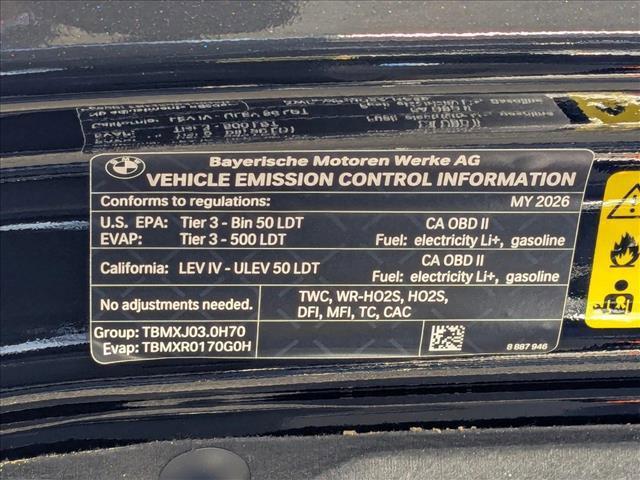 BMW
Bayerische Motoren Werke AG
VEHICLE EMISSION CONTROL INFORMATION
Conforms to regulations: MY 2026
U.S. EPA: Tier 3 - Bin 50 LDT CA OBD II
EVAP: Tier 3 - 500 LDT Fuel: electricity Li+, gasoline
California: LEV IV - ULEV 50 LDT CA OBD II
Fuel: electricity Li+, gasoline
No adjustments needed.
TWC, WR-HO2S, HO2S,
DFI, MFI, TC, CAC
Group: TBMXJ03.0H70
Evap: TBMXR0170G0H
8 887 946